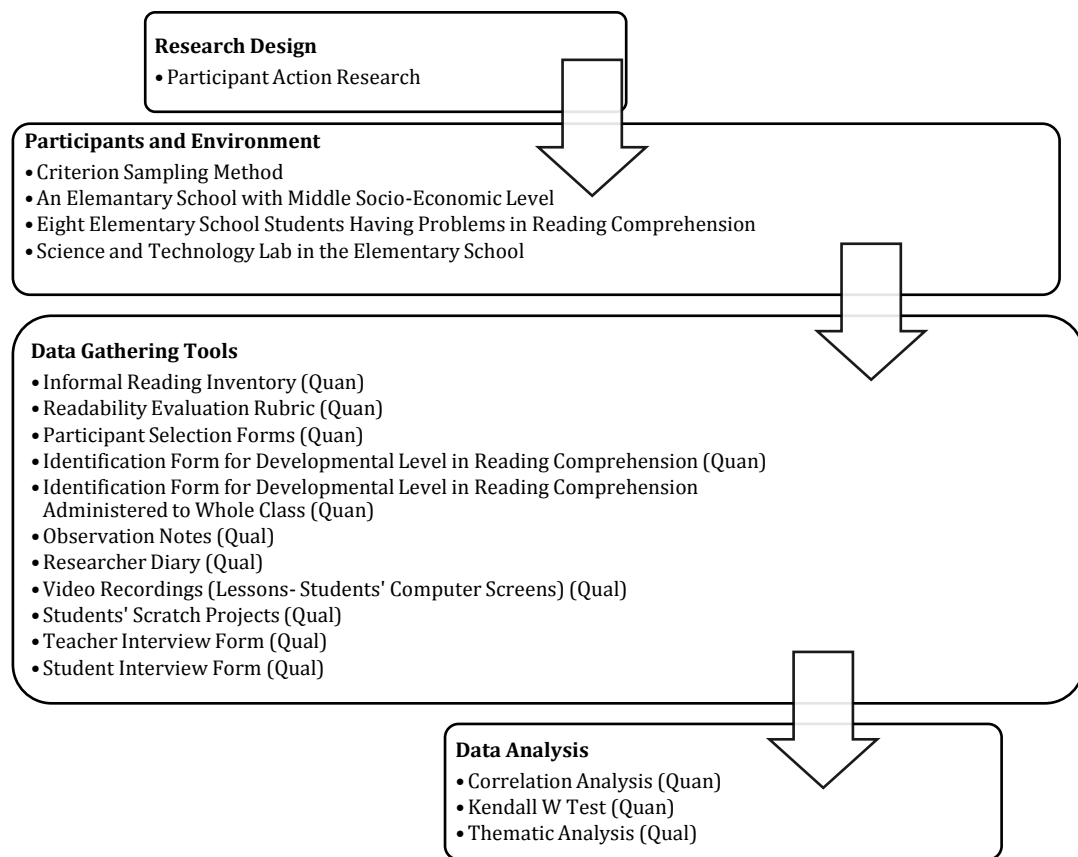 Research Design
• Participant Action Research
Participants and Environment
• Criterion Sampling Method
• An Elemantary School with Middle Socio-Economic Level
• Eight Elementary School Students Having Problems in Reading Comprehension
• Science and Technology Lab in the Elementary School
Data Gathering Tools
• Informal Reading Inventory (Quan)
• Readability Evaluation Rubric (Quan)
• Participant Selection Forms (Quan)
• Identification Form for Developmental Level in Reading Comprehension (Quan)
• Identification Form for Developmental Level in Reading Comprehension
Administered to Whole Class (Quan)
• Observation Notes (Qual)
• Researcher Diary (Qual)
• Video Recordings (Lessons- Students' Computer Screens) (Qual)
• Students' Scratch Projects (Qual)
• Teacher Interview Form (Qual)
• Student Interview Form (Qual)
Data Analysis
• Correlation Analysis (Quan)
• Kendall W Test (Quan)
• Thematic Analysis (Qual)